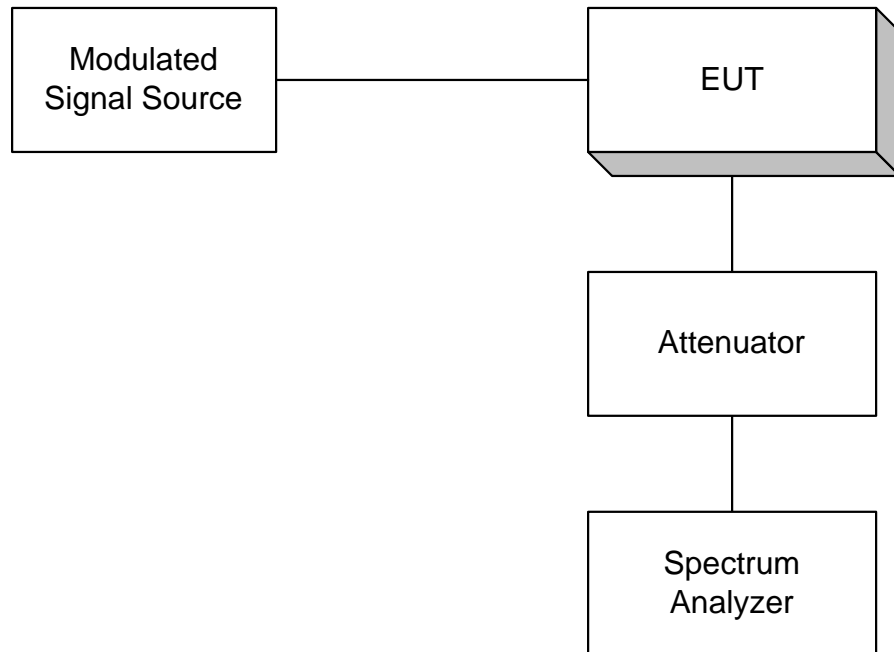 Modulated
Signal Source
EUT
Attenuator
Spectrum
Analyzer